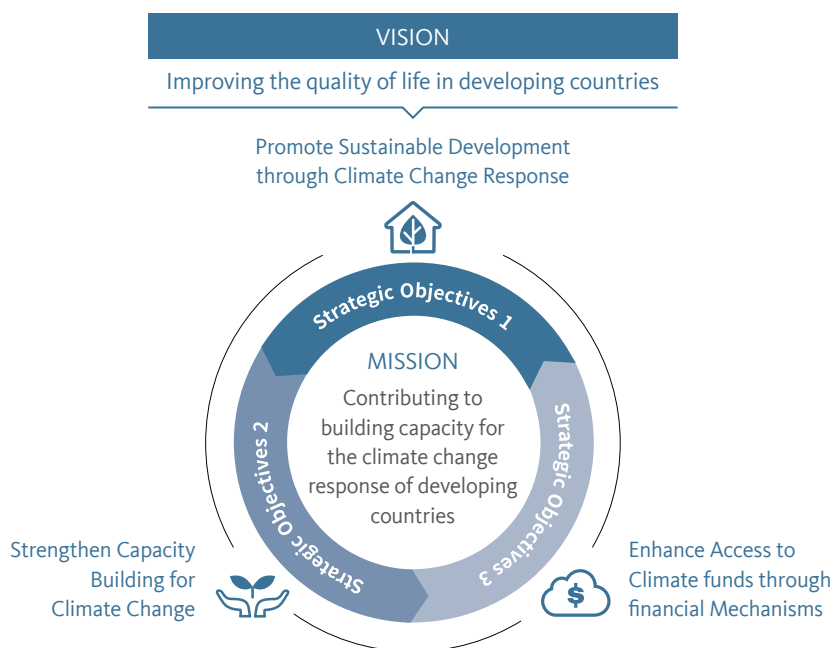 VISION
Improving the quality of life in developing countries
Promote Sustainable Development
through Climate Change Response
Strategic Objectives 1
MISSION
Contributing to
building capacity for
the climate change
response of developing
countries
Strategic Objectives 2
Strategic Objectives 3
Strengthen Capacity
Building for
Climate Change
$
Enhance Access to
Climate funds through
financial Mechanisms